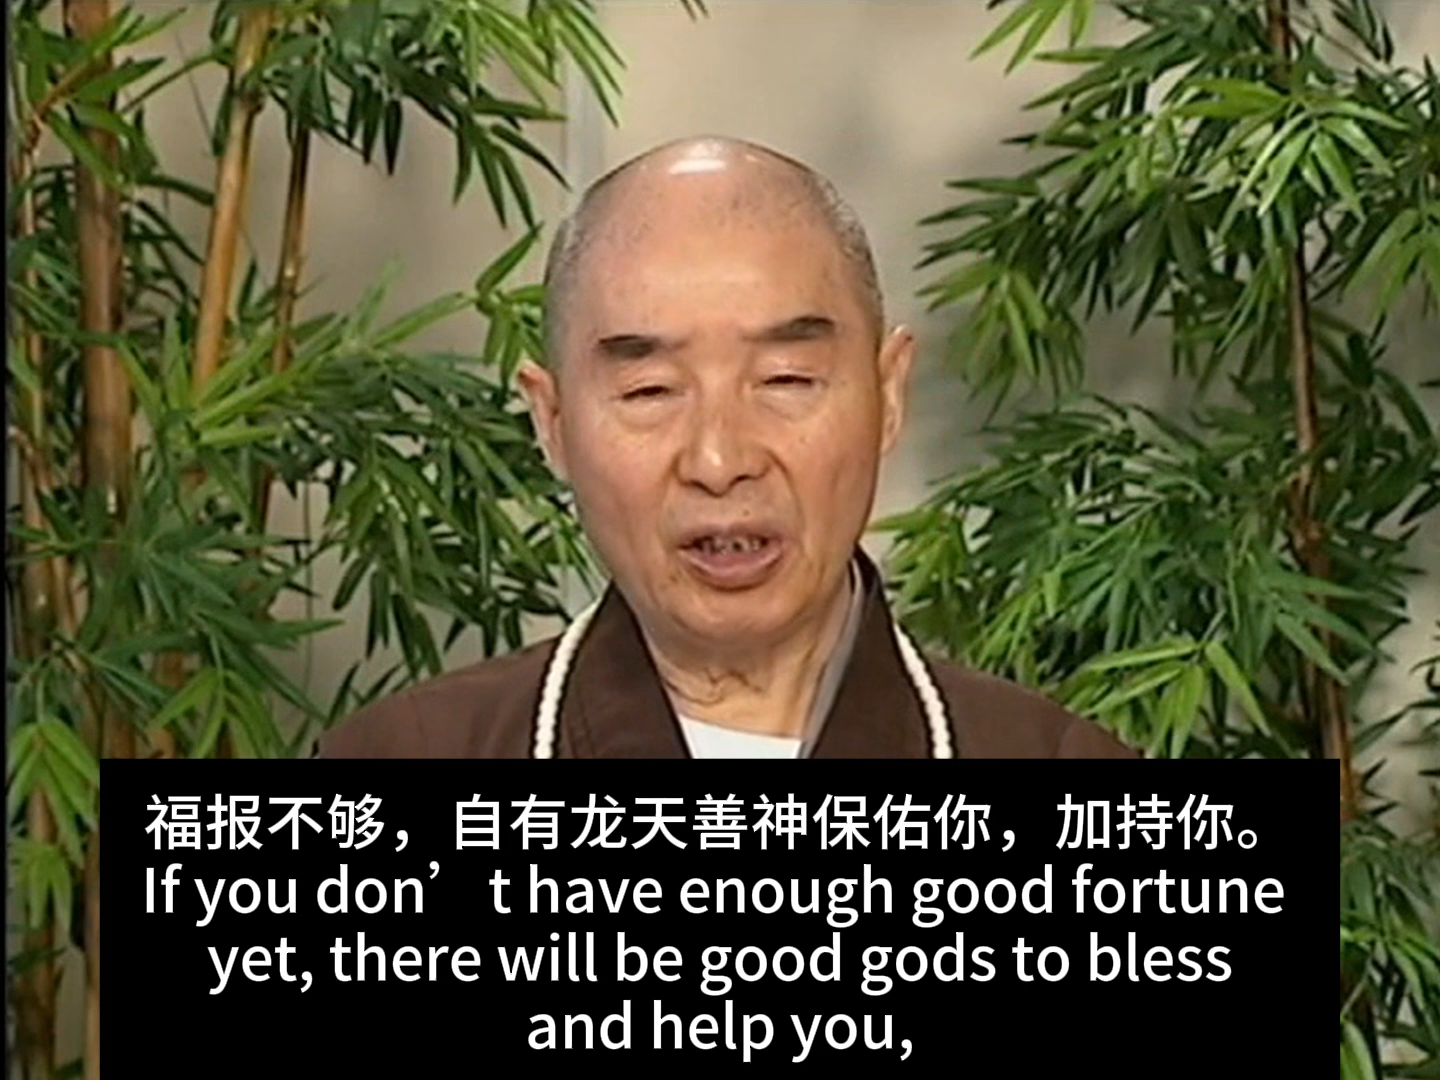 福报不够，自有龙天善神保佑你，加持你。
If you don’t have enough good fortune
yet, there will be good gods to bless
and help you,